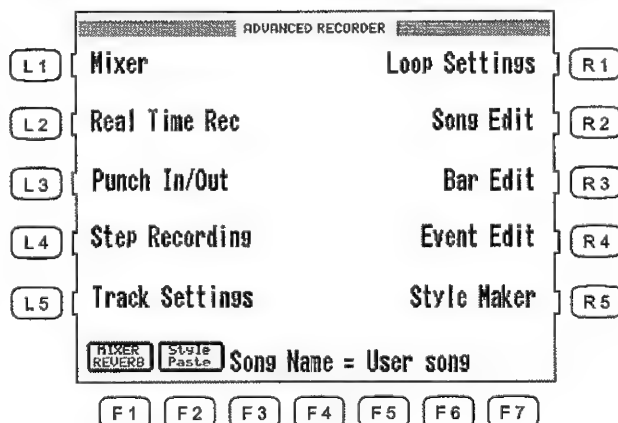 ADVANCED RECORDER
L1 Mixer Loop Settings R1
L2 Real Time Rec Song Edit R2
L3 Punch In/Out Bar Edit R3
L4 Step Recording Event Edit R4
L5 Track Settings Style Maker R5
MIXER REVERB Style Paste Song Name = User song
F1 F2 F3 F4 F5 F6 F7